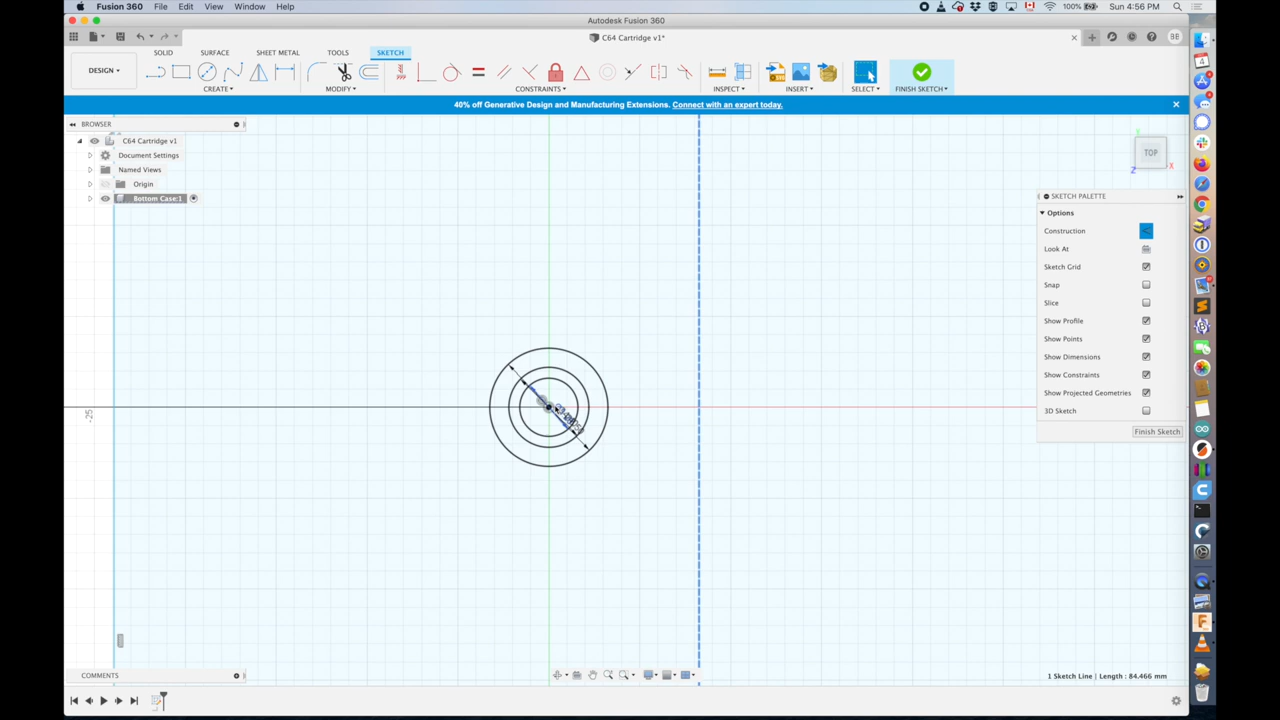 Fusion 360 File Edit View Window Help
100% Sun 4:56 PM
Autodesk Fusion 360
C64 Cartridge v1*
BB
SOLID SURFACE SHEET METAL TOOLS SKETCH
DESIGN
CREATE MODIFY CONSTRAINTS INSPECT INSERT SELECT FINISH SKETCH
40% off Generative Design and Manufacturing Extensions. Connect with an expert today.
BROWSER
C64 Cartridge v1
Document Settings
Named Views
Origin
Bottom Case:1
Y
TOP
X
Z
SKETCH PALETTE
Options
Construction
Look At
Sketch Grid
Snap
Slice
Show Profile
Show Points
Show Dimensions
Show Constraints
Show Projected Geometries
3D Sketch
Finish Sketch
-25
COMMENTS
1 Sketch Line | Length : 84.466 mm